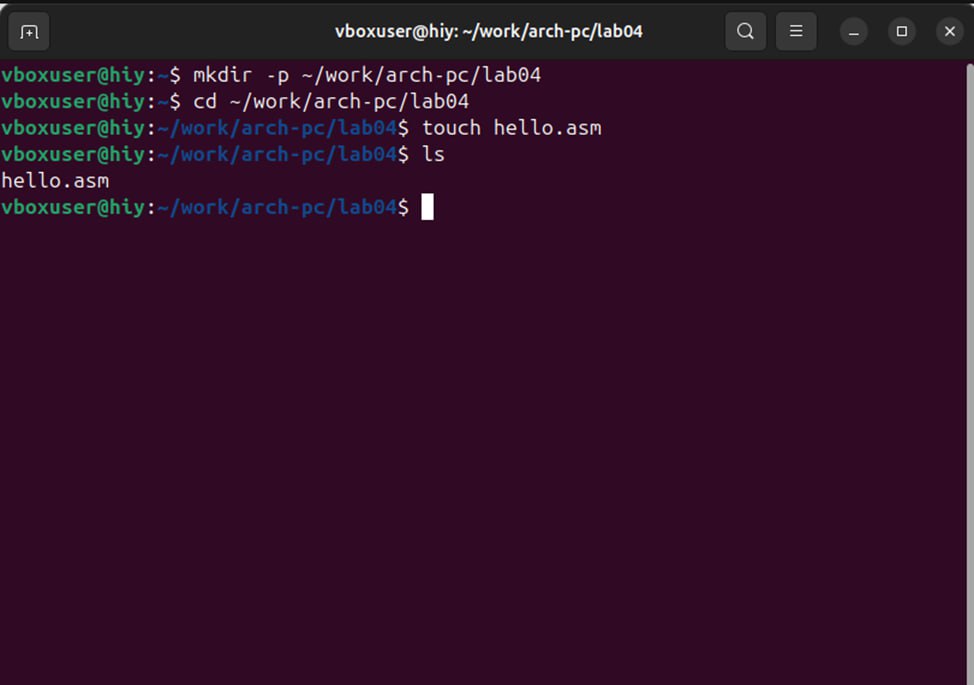 vboxuser@hiy: ~/work/arch-pc/lab04
vboxuser@hiy:~$ mkdir -p ~/work/arch-pc/lab04
vboxuser@hiy:~$ cd ~/work/arch-pc/lab04
vboxuser@hiy:~/work/arch-pc/lab04$ touch hello.asm
vboxuser@hiy:~/work/arch-pc/lab04$ ls
hello.asm
vboxuser@hiy:~/work/arch-pc/lab04$